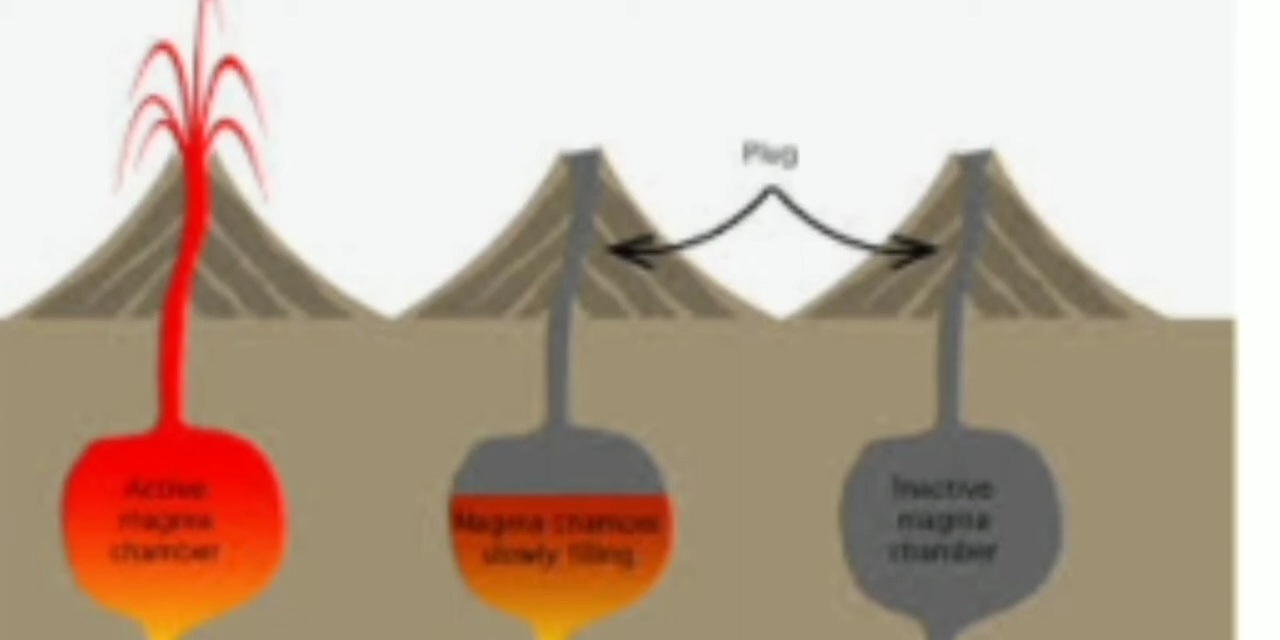 Plug
Active
magma
chamber
Magma chamber
slowly filling
Inactive
magma
chamber